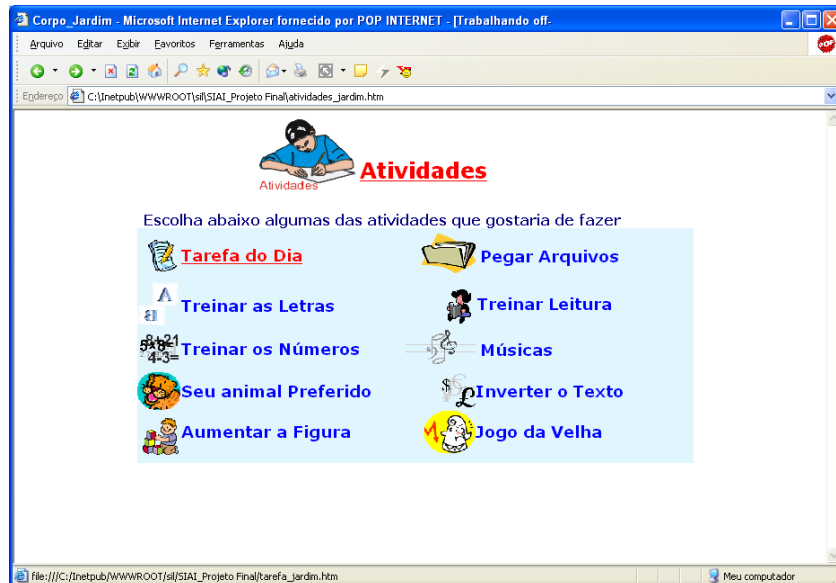 Corpo_Jardim - Microsoft Internet Explorer fornecido por POP INTERNET - [Trabalhando off-
Arquivo Editar Exibir Favoritos Ferramentas Ajuda
POP
Endereço C:\Inetpub\WWWROOT\sil\SIAI_Projeto Final\atividades_jardim.htm
Atividades
Atividades
Escolha abaixo algumas das atividades que gostaria de fazer
Tarefa do Dia Pegar Arquivos
A
B
Treinar as Letras Treinar Leitura
4-3=
Treinar os Números Músicas
Seu animal Preferido Inverter o Texto
Aumentar a Figura Jogo da Velha
file:///C:/Inetpub/WWWROOT/sil/SIAI_Projeto Final/tarefa_jardim.htm Meu computador